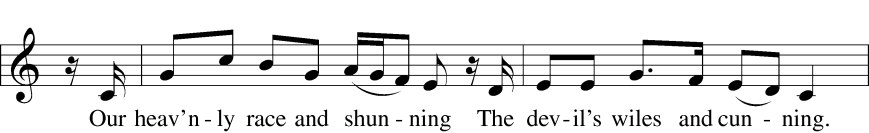 Our heav’n - ly race and shun - ning The dev - il’s wiles and cun - ning.